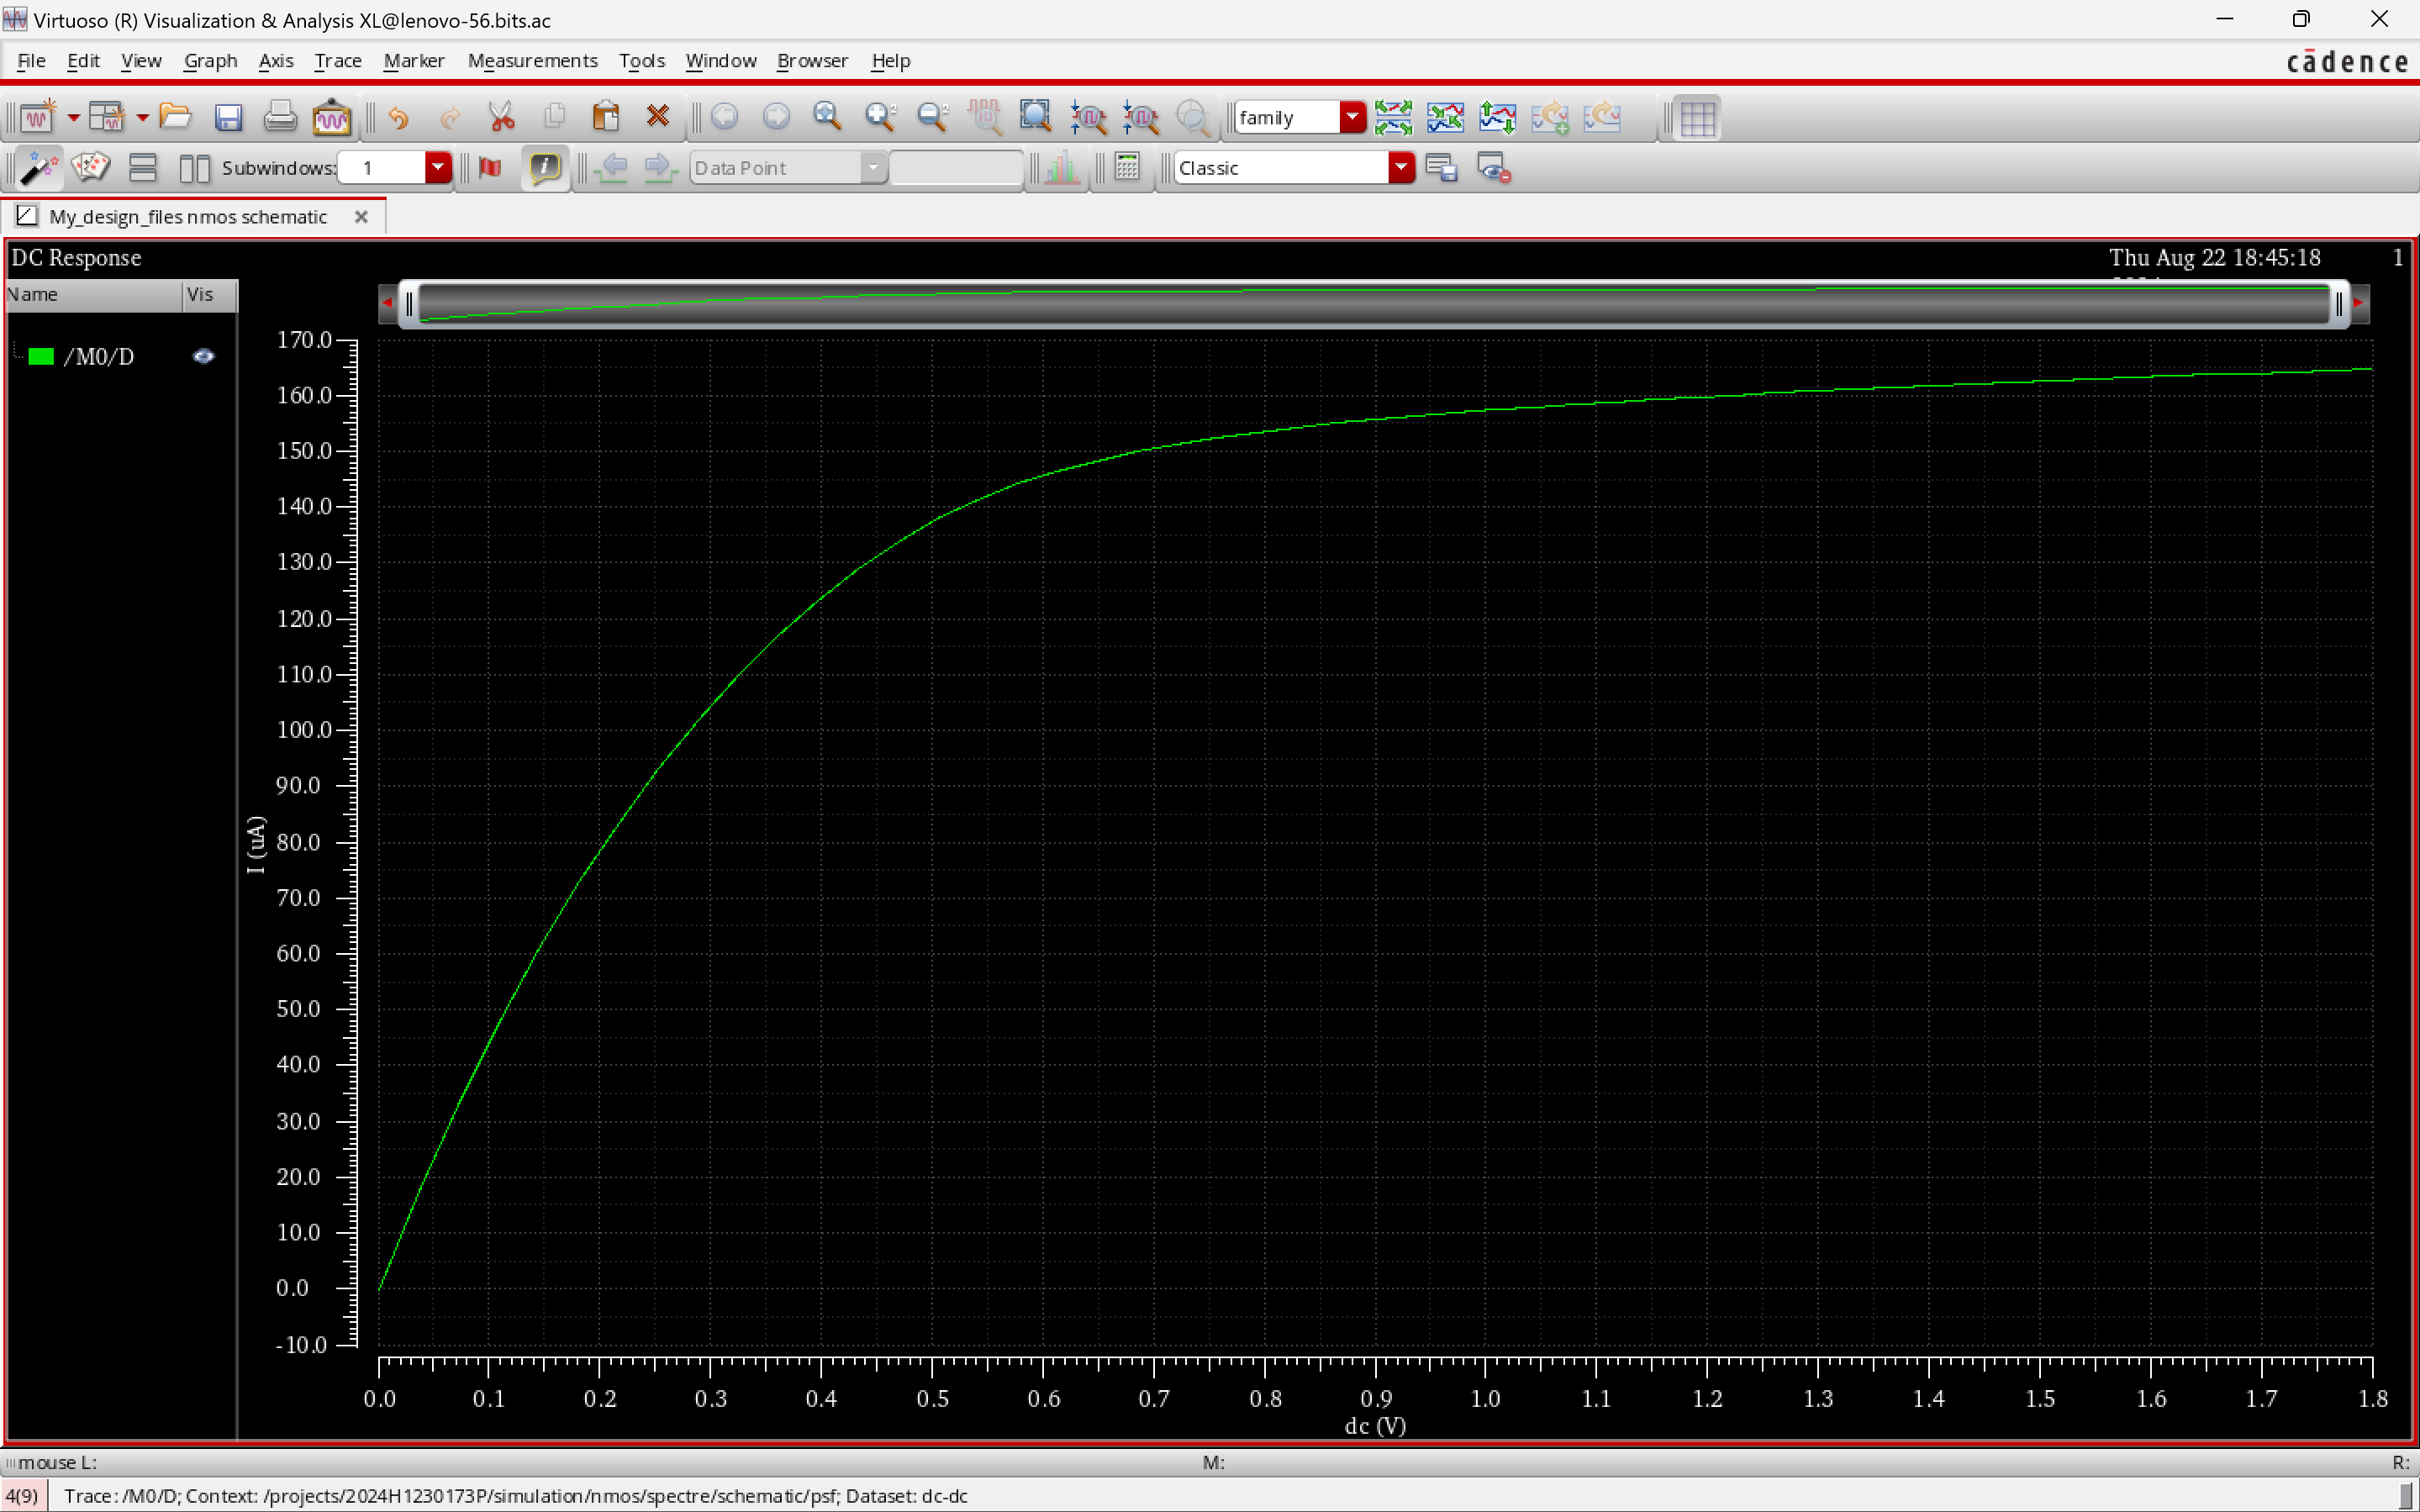 Virtuoso (R) Visualization & Analysis XL@lenovo-56.bits.ac
File Edit View Graph Axis Trace Marker Measurements Tools Window Browser Help
cādence
family
Subwindows: 1
Data Point
Classic
My_design_files nmos schematic
DC Response
Thu Aug 22 18:45:18
1
Name Vis
/M0/D
170.0
160.0
150.0
140.0
130.0
120.0
110.0
100.0
90.0
80.0
70.0
60.0
50.0
40.0
30.0
20.0
10.0
0.0
-10.0
I (uA)
0.0 0.1 0.2 0.3 0.4 0.5 0.6 0.7 0.8 0.9 1.0 1.1 1.2 1.3 1.4 1.5 1.6 1.7 1.8
dc (V)
mouse L: M: R:
4(9) Trace: /M0/D; Context: /projects/2024H1230173P/simulation/nmos/spectre/schematic/psf; Dataset: dc-dc